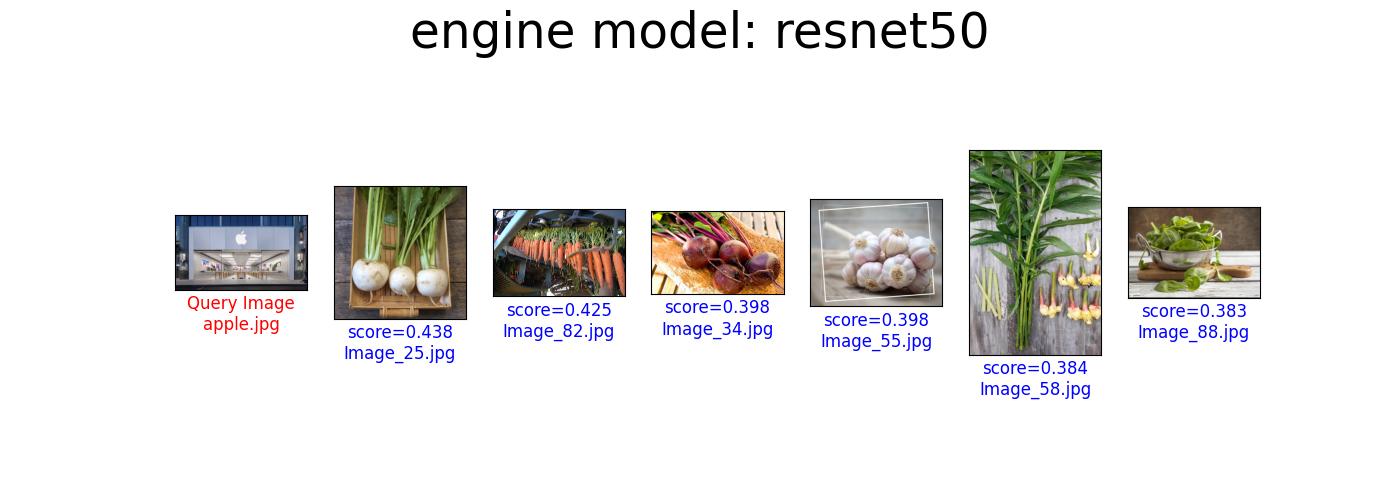 engine model: resnet50
Query Image
apple.jpg
score=0.438
Image_25.jpg
score=0.425
Image_82.jpg
score=0.398
Image_34.jpg
score=0.398
Image_55.jpg
score=0.384
Image_58.jpg
score=0.383
Image_88.jpg